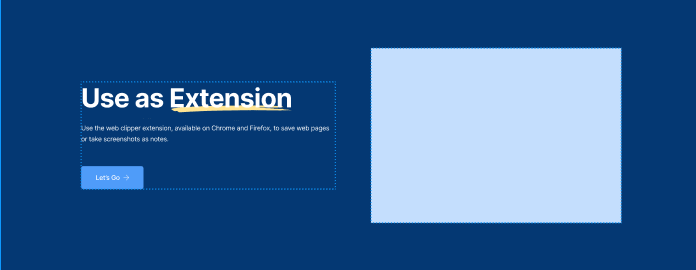 Use as Extension
Use the web clipper extension, available on Chrome and Firefox, to save web pages
or take screenshots as notes.
Let's Go →